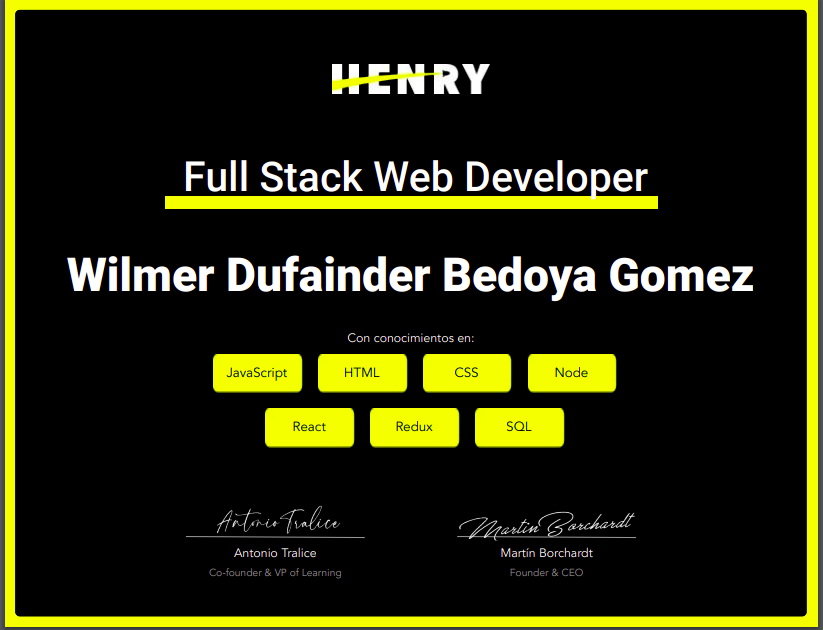 HENRY
Full Stack Web Developer
Wilmer Dufainder Bedoya Gomez
Con conocimientos en:
JavaScript HTML CSS Node
React Redux SQL
Antonio Tralice Martin Borchardt
Antonio Tralice Martín Borchardt
Co-founder & VP of Learning Founder & CEO